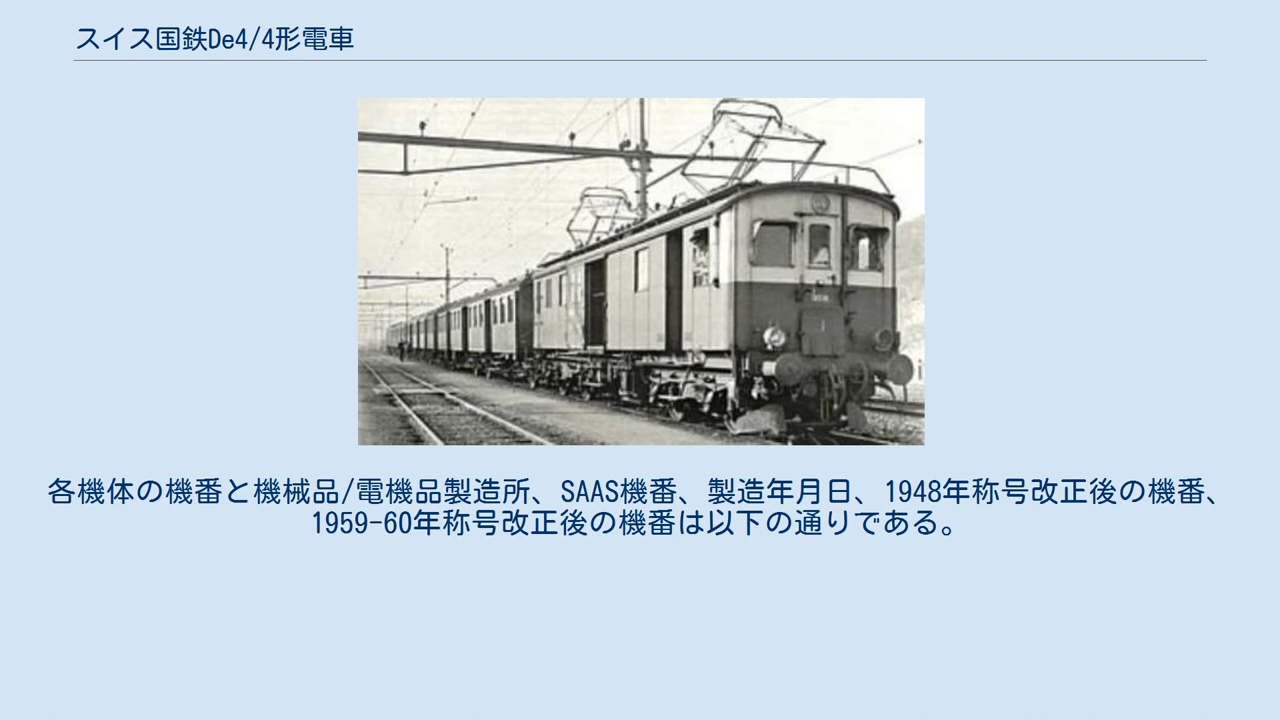 スイス国鉄De4/4形電車
各機体の機番と機械品/電機品製造所、SAAS機番、製造年月日、1948年称号改正後の機番、
1959-60年称号改正後の機番は以下の通りである。